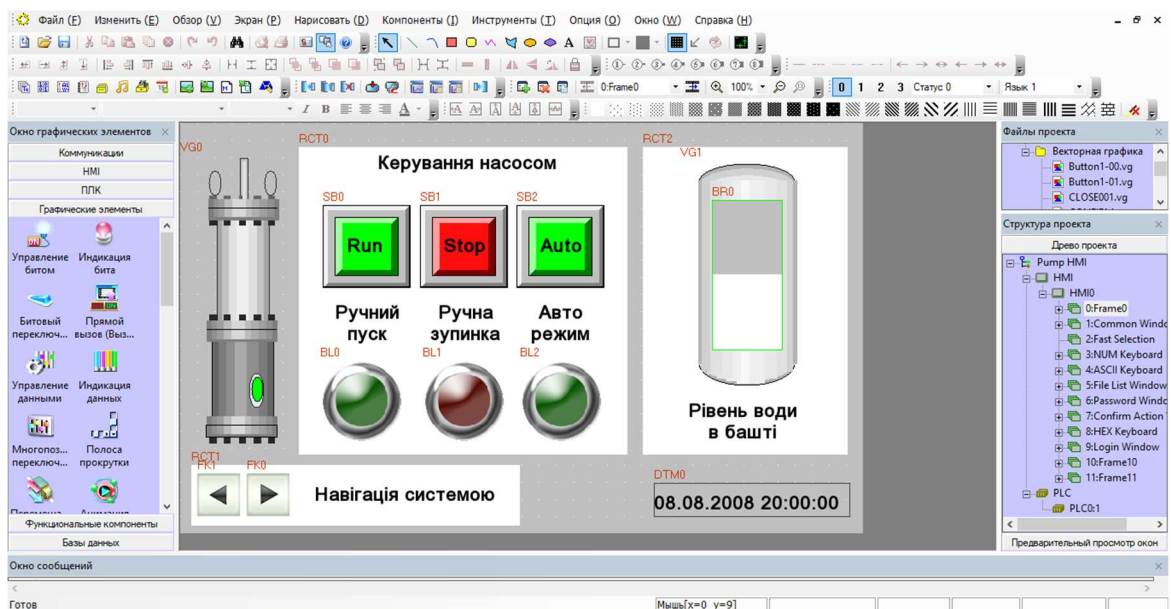 Файл (F) Изменить (E) Обзор (V) Экран (P) Нарисовать (D) Компоненты (I) Инструменты (T) Опция (O) Окно (W) Справка (H)
0:Frame0 100% 0 1 2 3 Статус 0 Язык 1
Окно графических элементов
Коммуникации
HMI
ПЛК
Графические элементы
Управление битом
Индикация бита
Битовый переключ...
Прямой вызов (Выз...
Управление данными
Индикация данных
Многопоз... переключ...
Полоса прокрутки
Функциональные компоненты
Базы данных
VG0
RCT0
Керування насосом
SB0 SB1 SB2
Run Stop Auto
Ручний пуск
Ручна зупинка
Авто режим
BL0 BL1 BL2
RCT1
FK1 FK0
Навігація системою
RCT2
VG1
BR0
Рівень води
в башті
DTM0
08.08.2008 20:00:00
Файлы проекта
Векторная графика
Button1-00.vg
Button1-01.vg
CLOSE001.vg
Структура проекта
Древо проекта
Pump HMI
HMI
HMI0
0:Frame0
1:Common Windo
2:Fast Selection
3:NUM Keyboard
4:ASCII Keyboard
5:File List Window
6:Password Windo
7:Confirm Action
8:HEX Keyboard
9:Login Window
10:Frame10
11:Frame11
PLC
PLC0:1
Предварительный просмотр окон
Окно сообщений
Готов
Мышь[x=0 y=9]